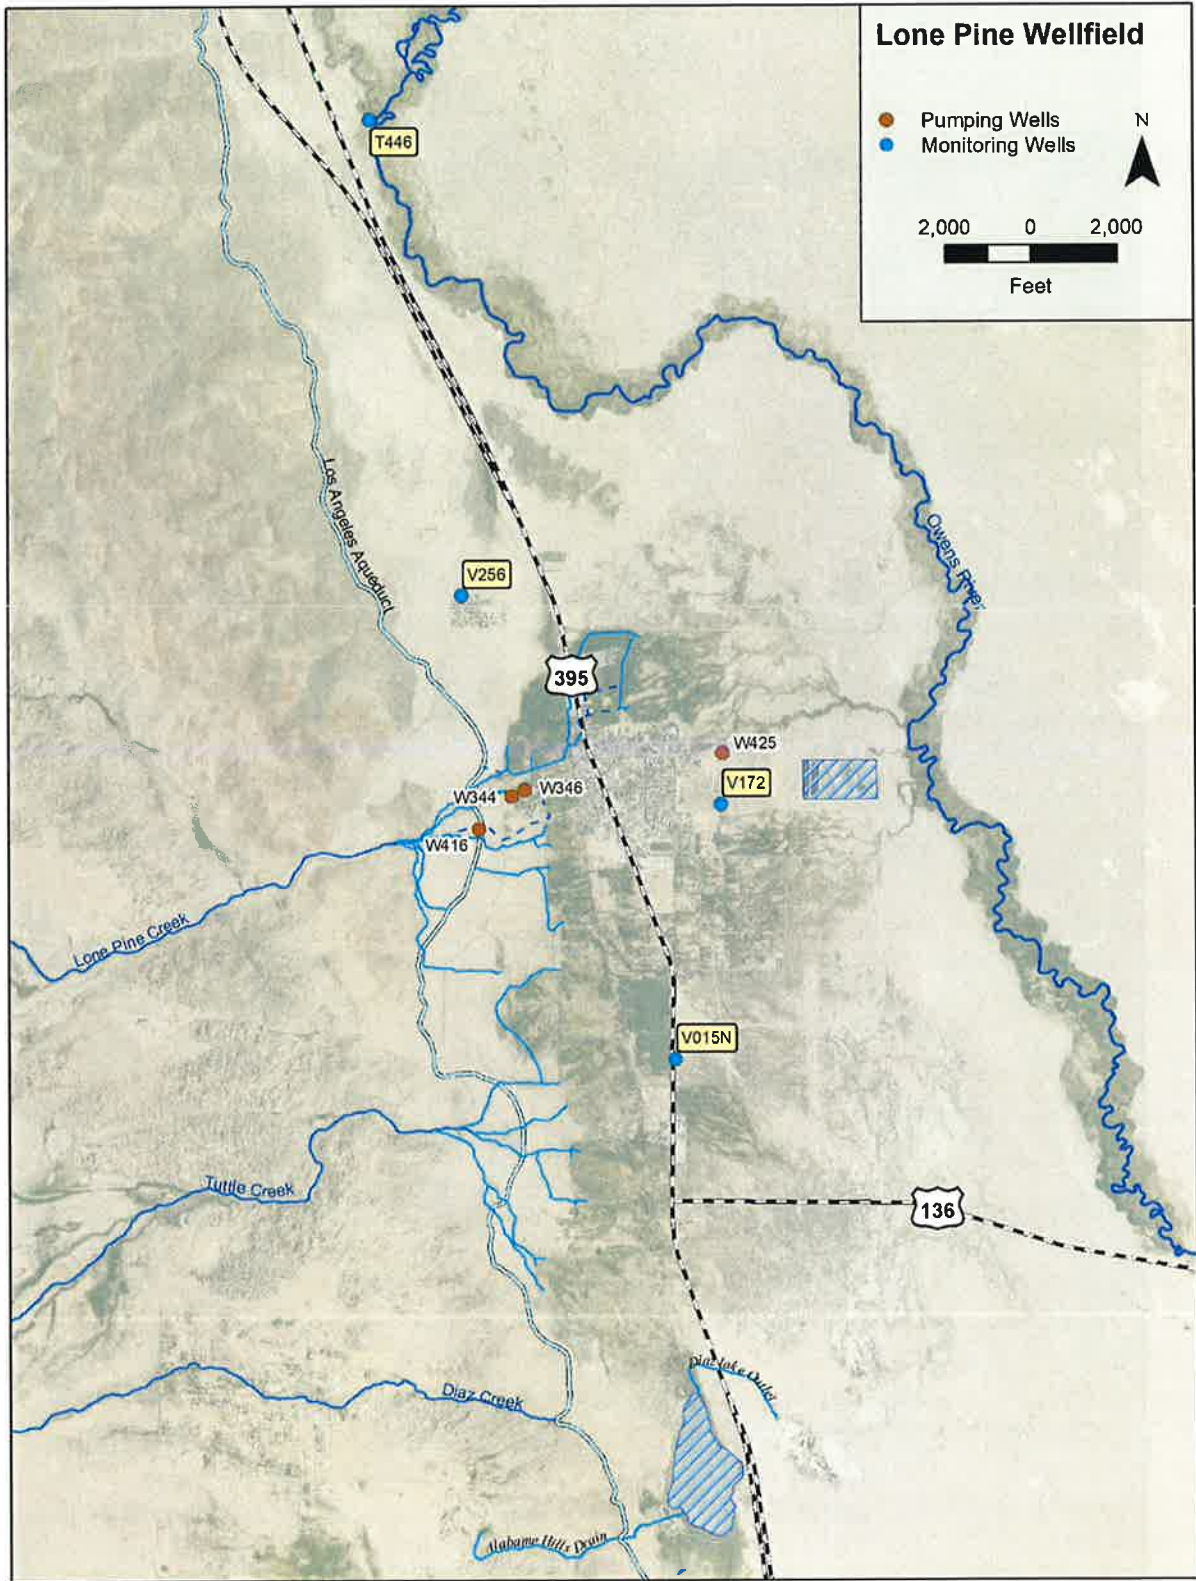 Lone Pine Wellfield
Pumping Wells
Monitoring Wells
N
2,000 0 2,000
Feet
T446
Los Angeles Aqueduct
Owens River
V256
395
W425
V172
W344
W346
W416
Lone Pine Creek
V015N
Tuttle Creek
136
Diaz lake Outlet
Diaz Creek
Alabame Hills Drain